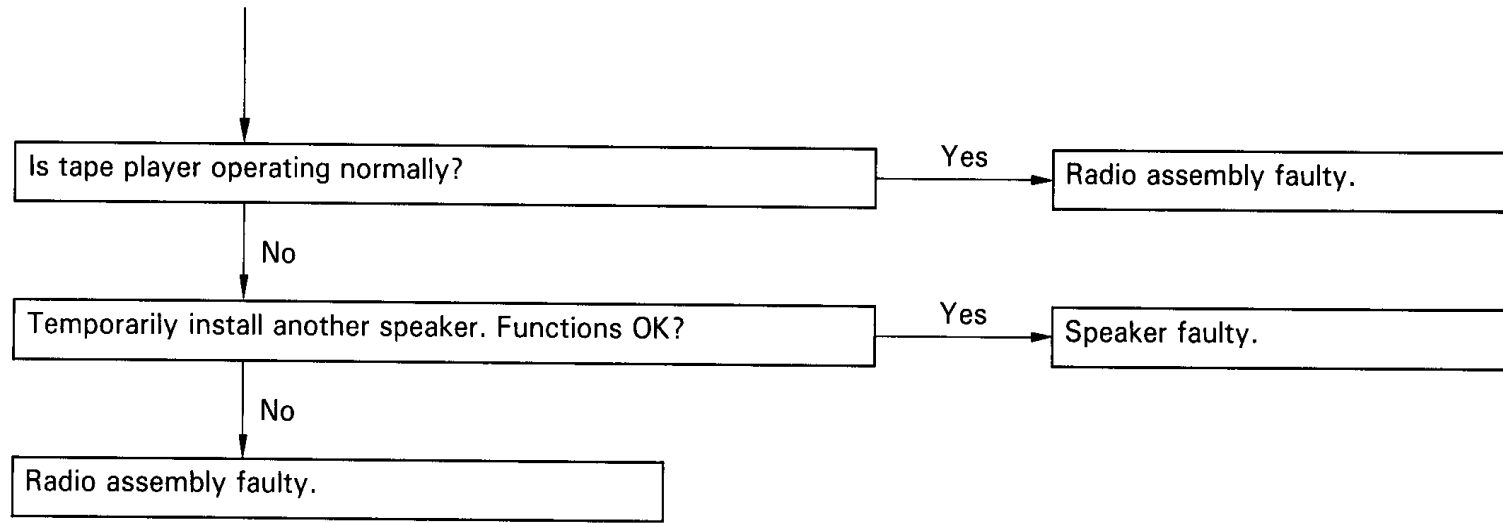 Is tape player operating normally?
Yes
Radio assembly faulty.
No
Temporarily install another speaker. Functions OK?
Yes
Speaker faulty.
No
Radio assembly faulty.